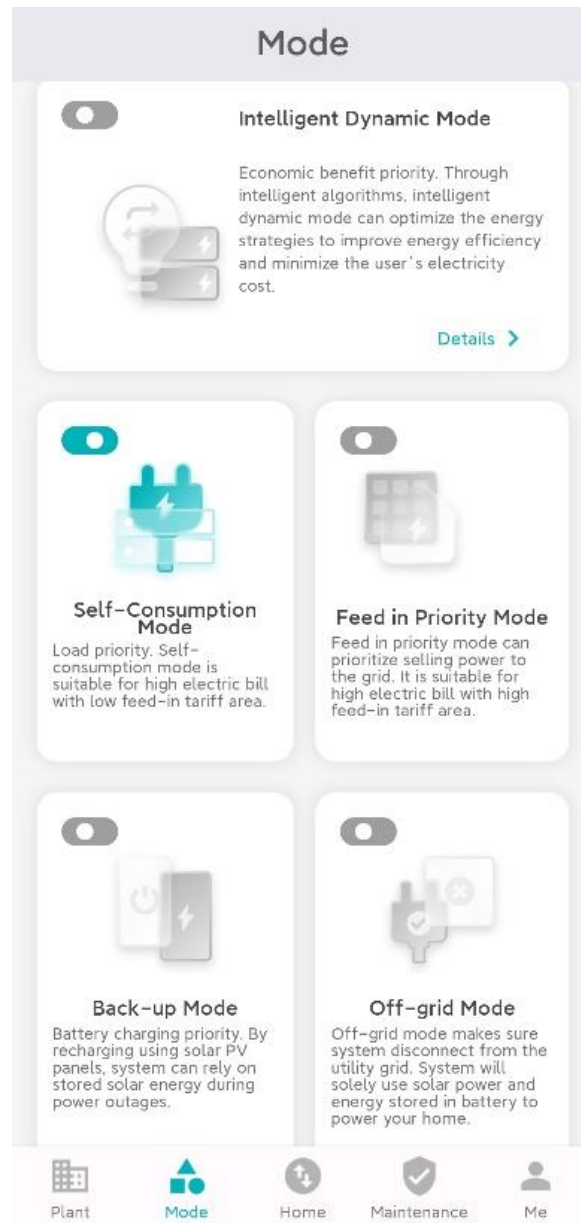 Mode
Intelligent Dynamic Mode
Economic benefit priority. Through
intelligent algorithms, intelligent
dynamic mode can optimize the energy
strategies to improve energy efficiency
and minimize the user's electricity
cost.
Details
Self-Consumption
Mode
Load priority. Self-
consumption mode is
suitable for high electric bill
with low feed-in tariff area.
Feed in Priority Mode
Feed in priority mode can
prioritize selling power to
the grid. It is suitable for
high electric bill with high
feed-in tariff area.
Back-up Mode
Battery charging priority. By
recharging using solar PV
panels, system can rely on
stored solar energy during
power outages.
Off-grid Mode
Off-grid mode makes sure
system disconnect from the
utility grid. System will
solely use solar power and
energy stored in battery to
power your home.
Plant
Mode
Home
Maintenance
Me